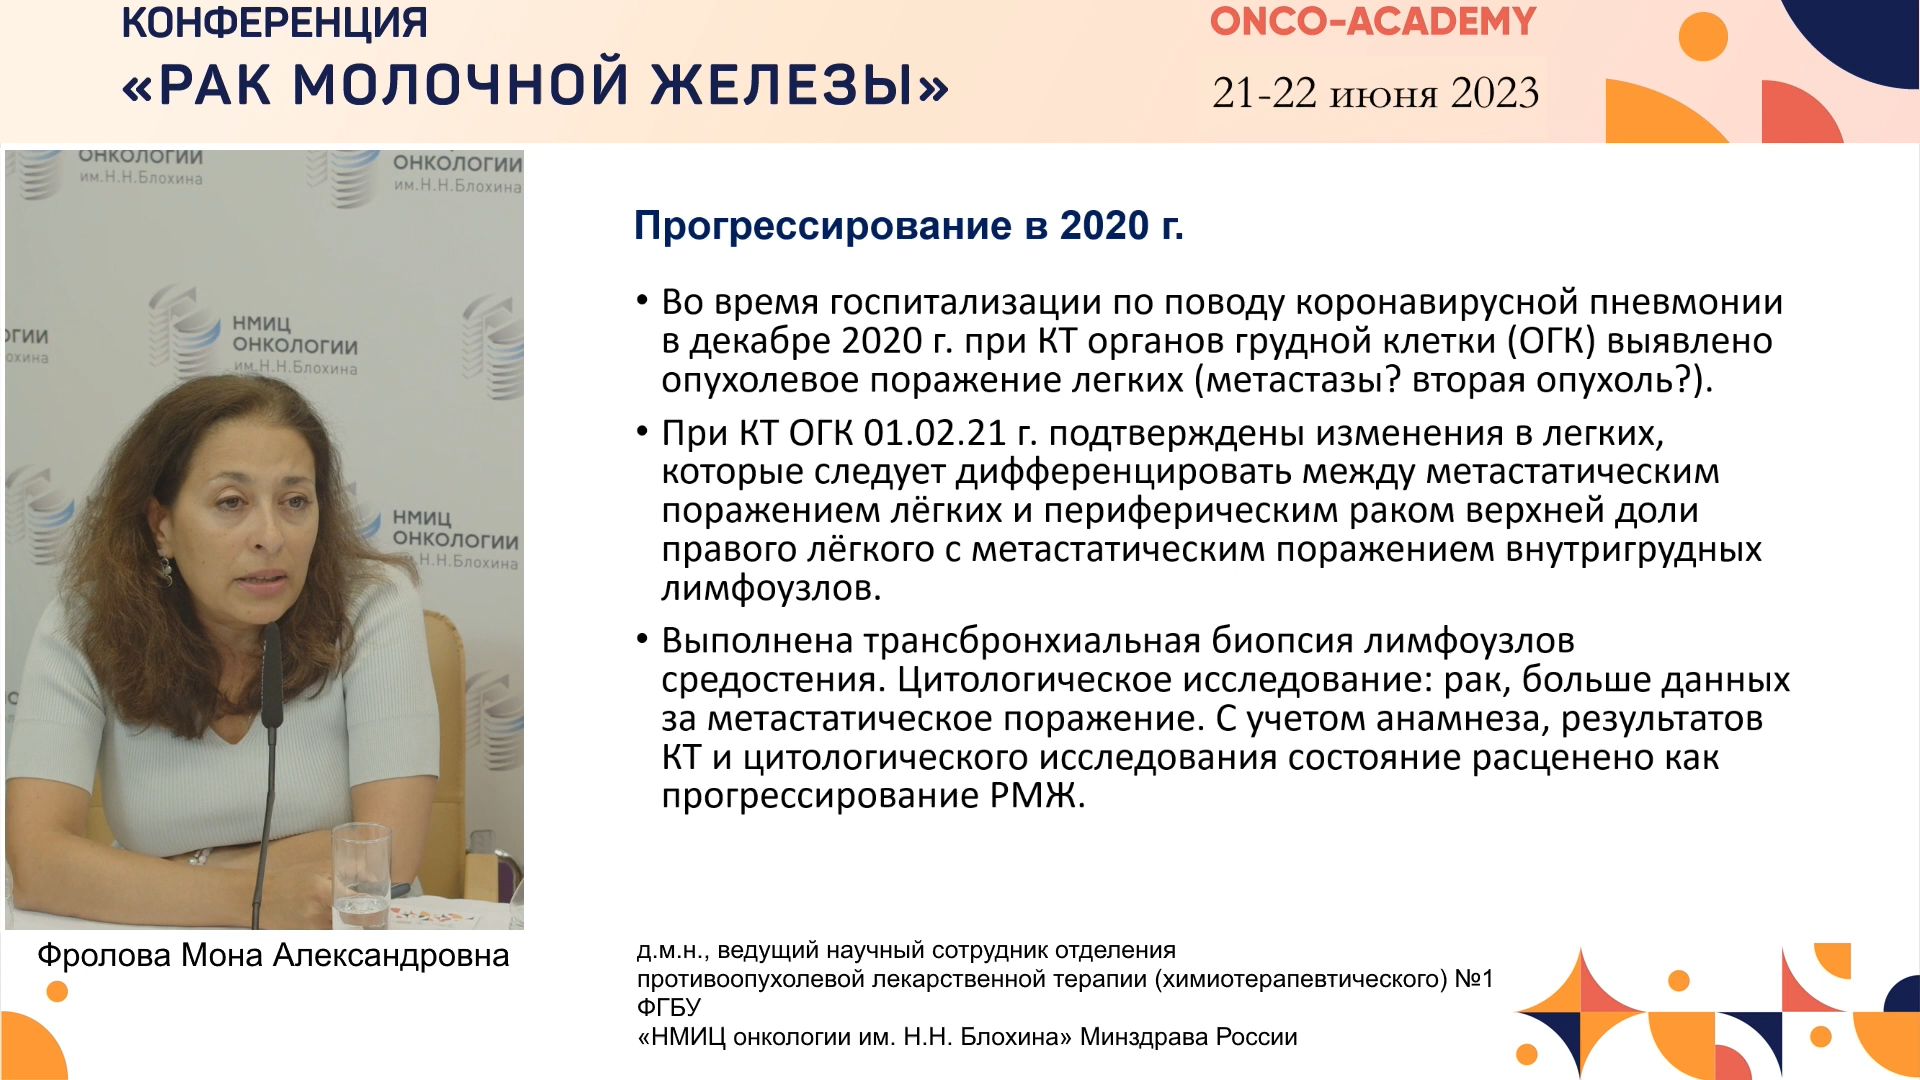 КОНФЕРЕНЦИЯ
«РАК МОЛОЧНОЙ ЖЕЛЕЗЫ»
ONCO-ACADEMY
21-22 июня 2023
ОНКОЛОГИИ
им.Н.Н.Блохина
ОНКОЛОГИИ
им.Н.Н.Блохина
НМИЦ
ОНКОЛОГИИ
им.Н.Н.Блохина
НМИЦ
ОНКОЛОГИИ
им.Н.Н.Блохина
Прогрессирование в 2020 г.
• Во время госпитализации по поводу коронавирусной пневмонии
в декабре 2020 г. при КТ органов грудной клетки (ОГК) выявлено
опухолевое поражение легких (метастазы? вторая опухоль?).
• При КТ ОГК 01.02.21 г. подтверждены изменения в легких,
которые следует дифференцировать между метастатическим
поражением лёгких и периферическим раком верхней доли
правого лёгкого с метастатическим поражением внутригрудных
лимфоузлов.
• Выполнена трансбронхиальная биопсия лимфоузлов
средостения. Цитологическое исследование: рак, больше данных
за метастатическое поражение. С учетом анамнеза, результатов
КТ и цитологического исследования состояние расценено как
прогрессирование РМЖ.
Фролова Мона Александровна
д.м.н., ведущий научный сотрудник отделения
противоопухолевой лекарственной терапии (химиотерапевтического) №1
ФГБУ
«НМИЦ онкологии им. Н.Н. Блохина» Минздрава России